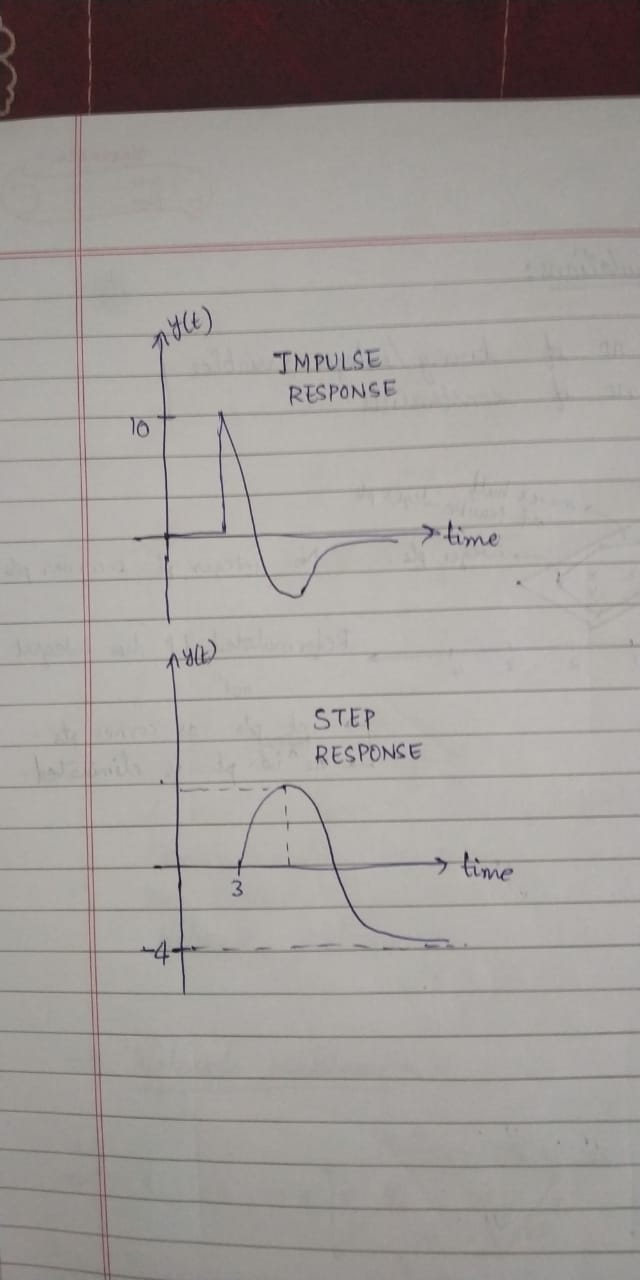 y(t)
IMPULSE
RESPONSE
10
time
y(t)
STEP
RESPONSE
3
time
-4